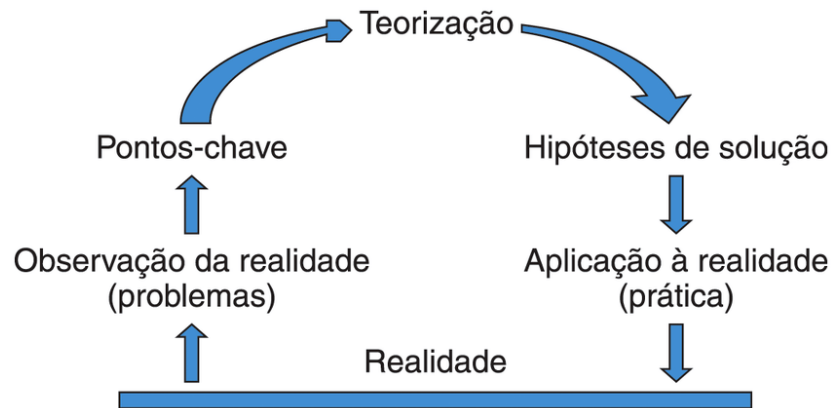 Teorização
Pontos-chave
Hipóteses de solução
Observação da realidade
(problemas)
Aplicação à realidade
(prática)
Realidade